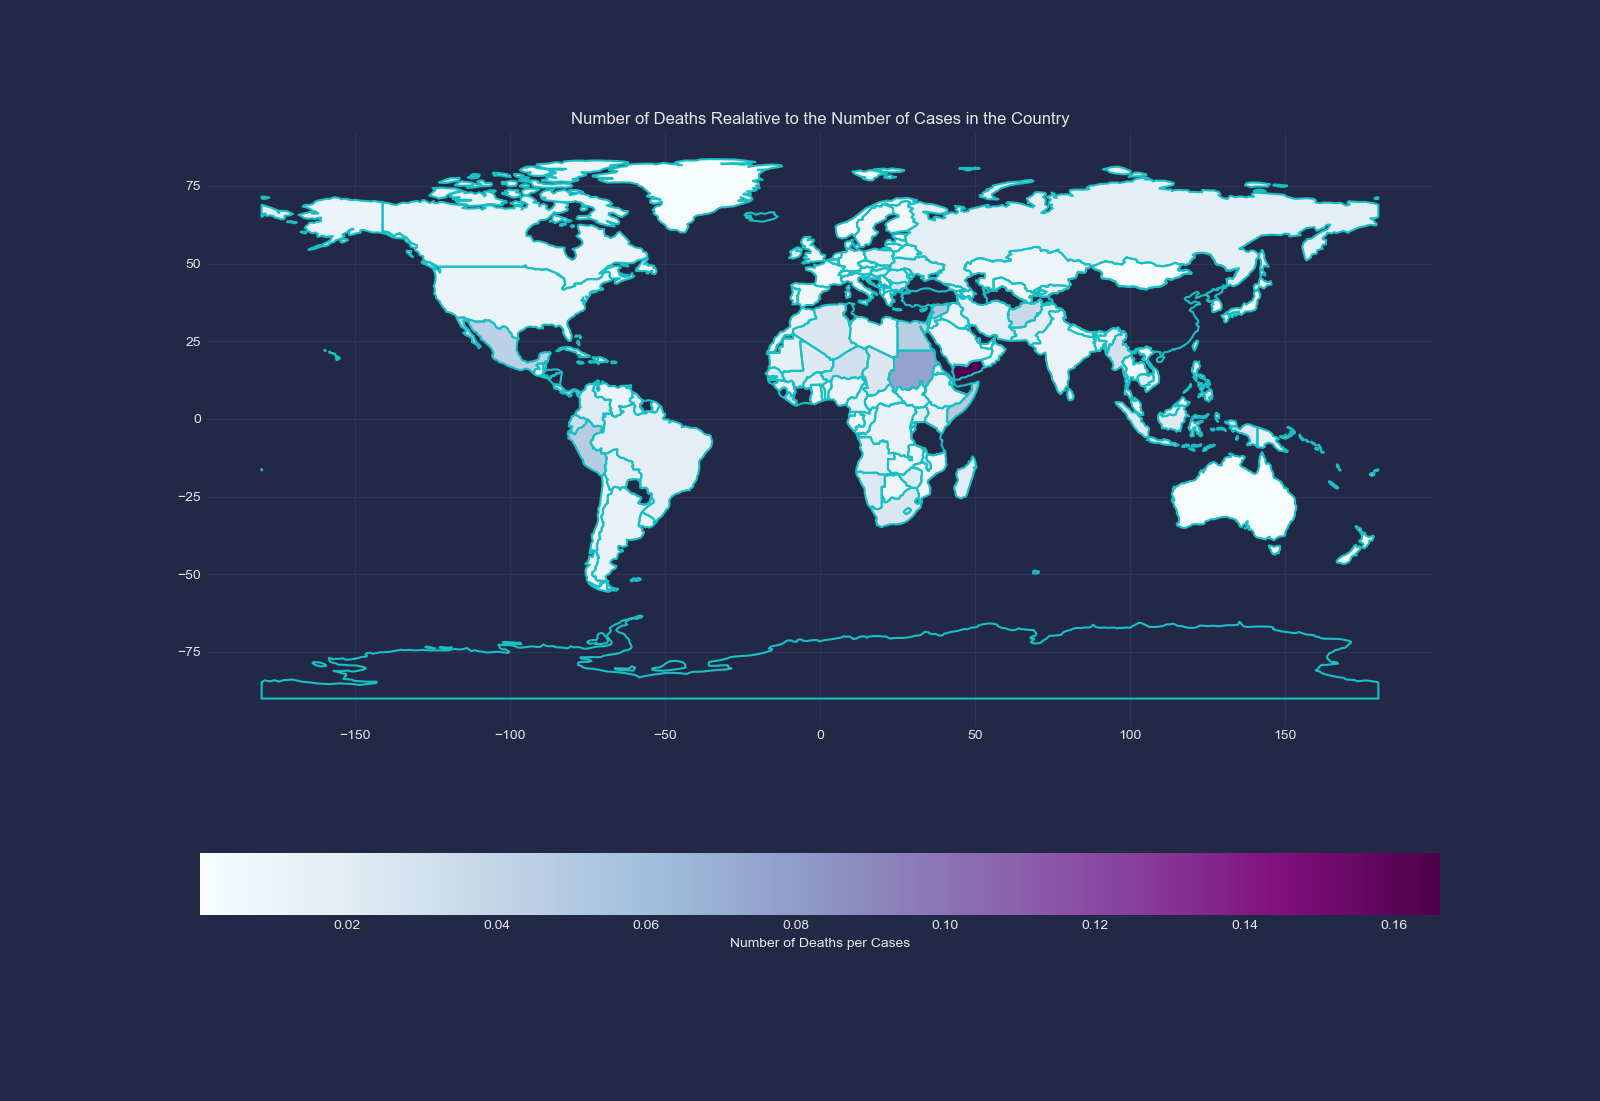 Number of Deaths Realative to the Number of Cases in the Country
75
50
25
0
−25
−50
−75
−150 −100 −50 0 50 100 150
0.02 0.04 0.06 0.08 0.10 0.12 0.14 0.16
Number of Deaths per Cases